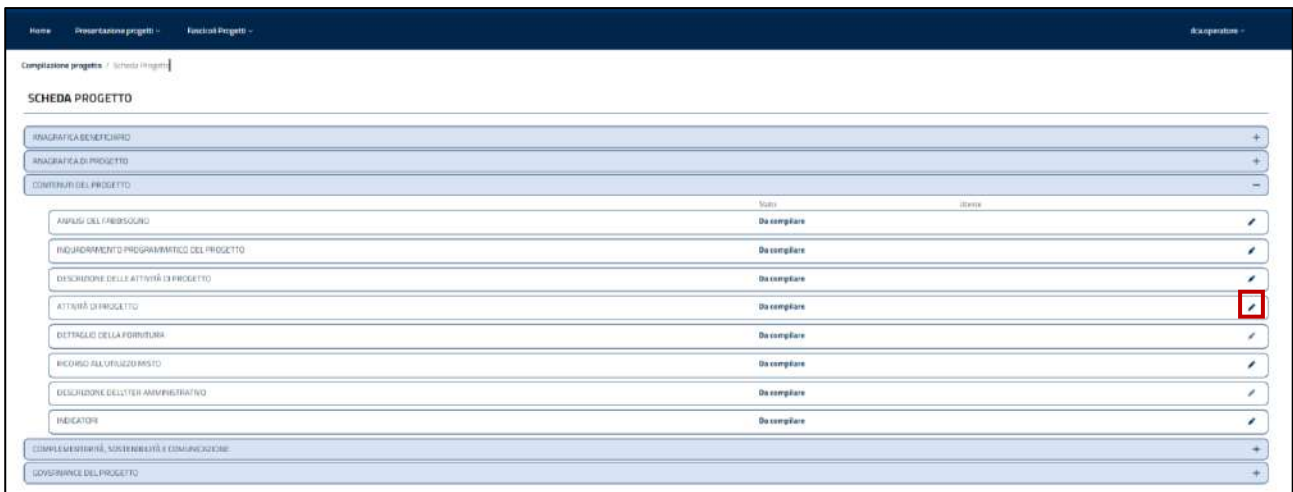 Home Presentazione progetti Fascicoli Progetti dca.operatore
Compilazione progetto / Scheda Progetto
SCHEDA PROGETTO
ANAGRAFICA BENEFICIARIO +
ANAGRAFICA DI PROGETTO +
CONTENUTI DEL PROGETTO −
Stato Utente
ANALISI DEL FABBISOGNO Da compilare
INQUADRAMENTO PROGRAMMATICO DEL PROGETTO Da compilare
DESCRIZIONE DELLE ATTIVITÀ DI PROGETTO Da compilare
ATTIVITÀ DI PROGETTO Da compilare
DETTAGLIO DELLA FORNITURA Da compilare
RICORSO ALL'UTILIZZO MISTO Da compilare
DESCRIZIONE DELL'ITER AMMINISTRATIVO Da compilare
INDICATORI Da compilare
COMPLEMENTARITÀ, SOSTENIBILITÀ E COMUNICAZIONE +
GOVERNANCE DEL PROGETTO +